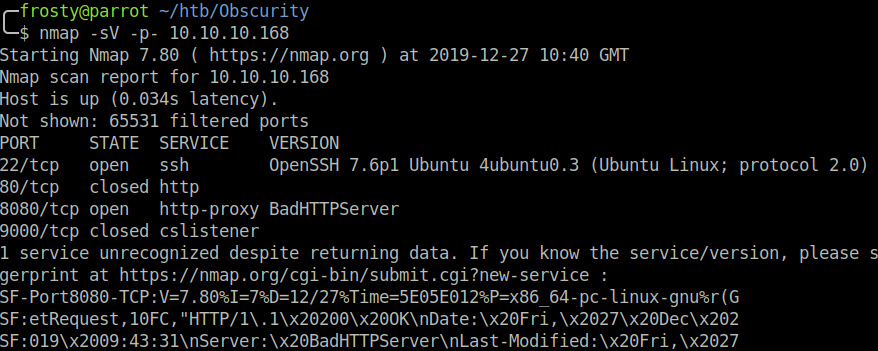 frosty@parrot ~/htb/Obscurity
$ nmap -sV -p- 10.10.10.168
Starting Nmap 7.80 ( https://nmap.org ) at 2019-12-27 10:40 GMT
Nmap scan report for 10.10.10.168
Host is up (0.034s latency).
Not shown: 65531 filtered ports
PORT     STATE  SERVICE    VERSION
22/tcp   open   ssh        OpenSSH 7.6p1 Ubuntu 4ubuntu0.3 (Ubuntu Linux; protocol 2.0)
80/tcp   closed http
8080/tcp open   http-proxy BadHTTPServer
9000/tcp closed cslistener
1 service unrecognized despite returning data. If you know the service/version, please s
gerprint at https://nmap.org/cgi-bin/submit.cgi?new-service :
SF-Port8080-TCP:V=7.80%I=7%D=12/27%Time=5E05E012%P=x86_64-pc-linux-gnu%r(G
SF:etRequest,10FC,"HTTP/1\.1\x20200\x20OK\nDate:\x20Fri,\x2027\x20Dec\x202
SF:019\x2009:43:31\nServer:\x20BadHTTPServer\nLast-Modified:\x20Fri,\x2027